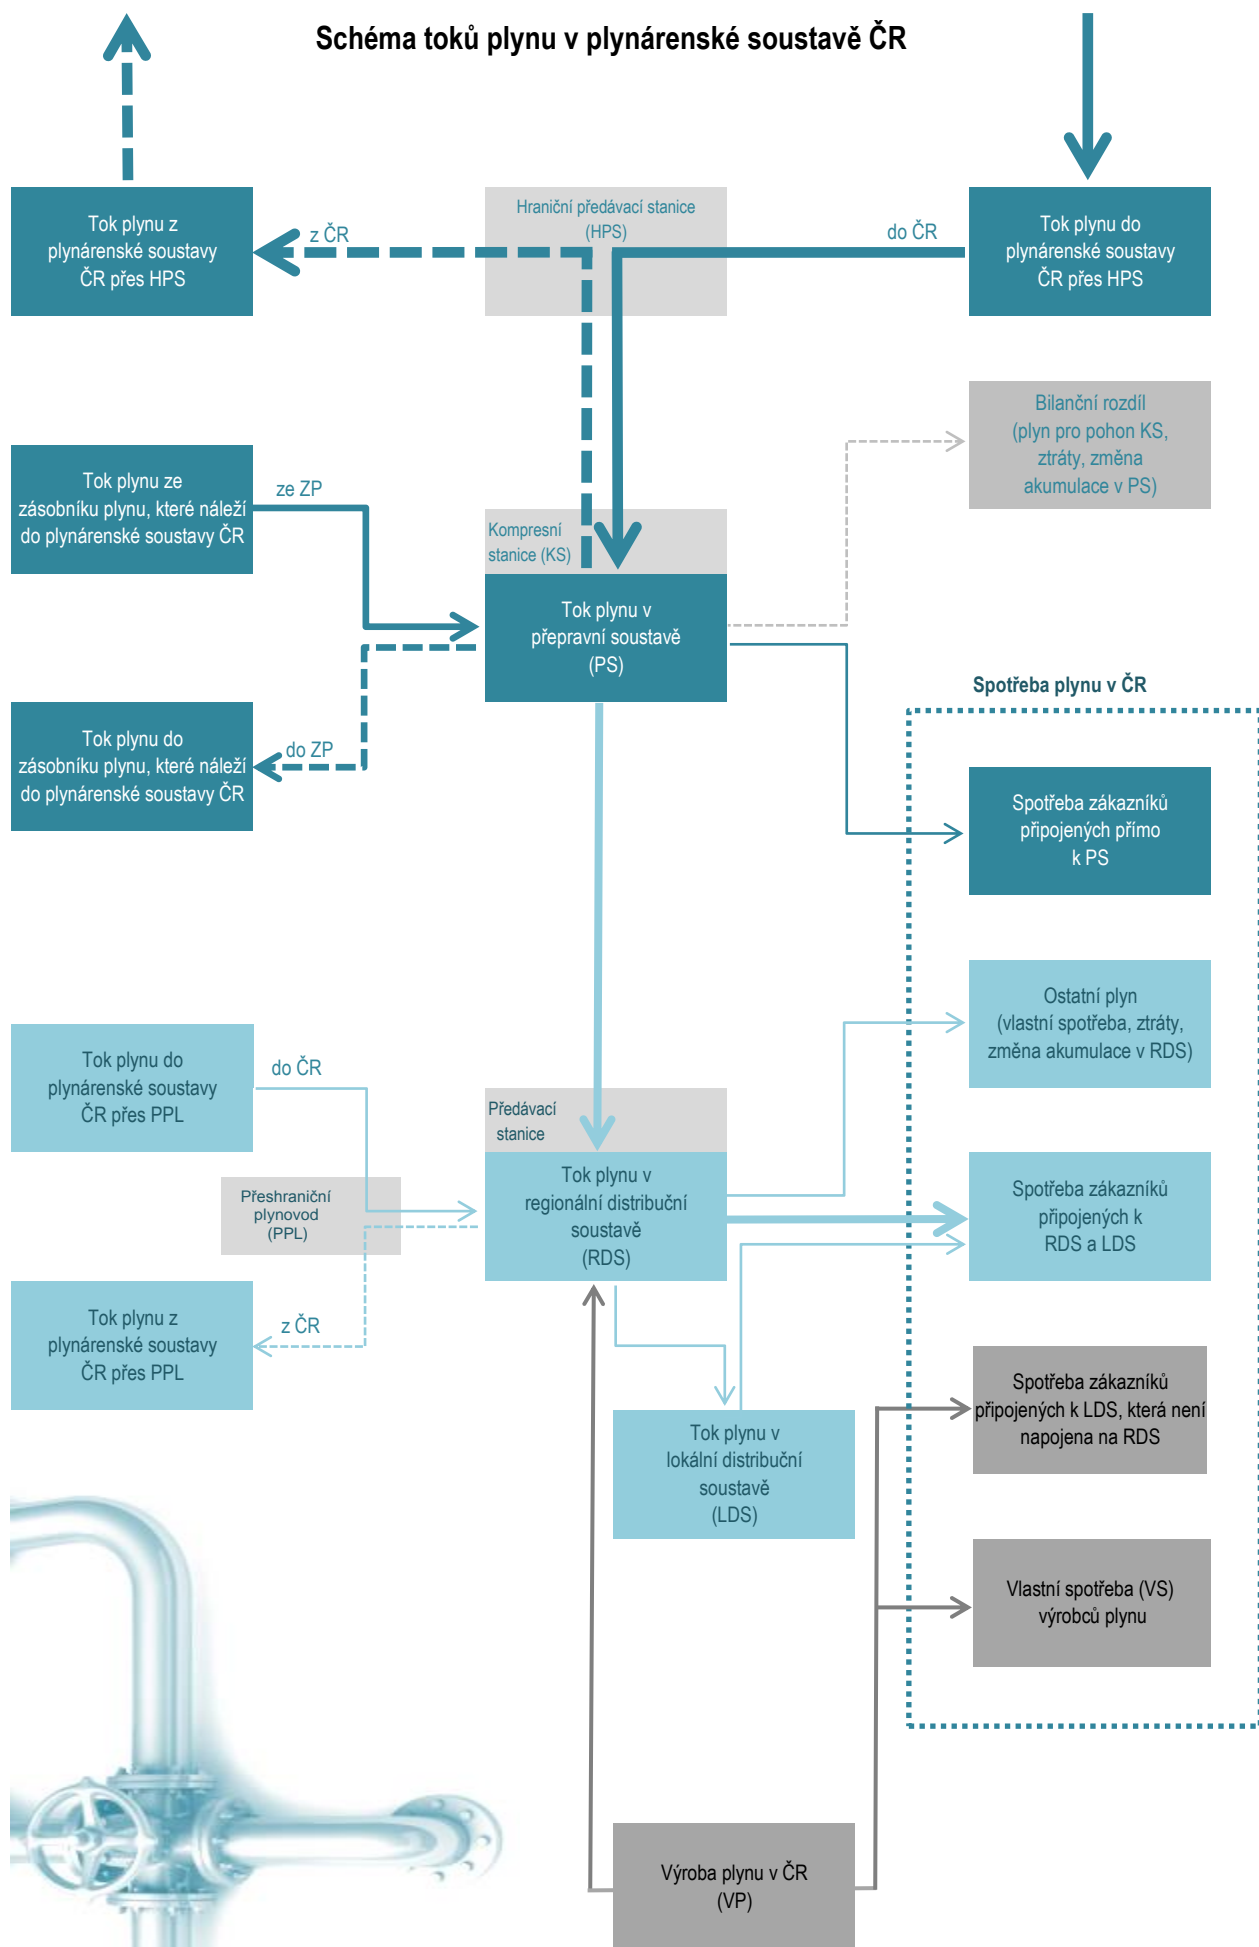 Schéma toků plynu v plynárenské soustavě ČR
Tok plynu z
plynárenské soustavy
ČR přes HPS
z ČR
Hraniční předávací stanice
(HPS)
do ČR
Tok plynu do
plynárenské soustavy
ČR přes HPS
Bilanční rozdíl
(plyn pro pohon KS,
ztráty, změna
akumulace v PS)
Tok plynu ze
zásobníku plynu, které náleží
do plynárenské soustavy ČR
ze ZP
Kompresní
stanice (KS)
Tok plynu v
přepravní soustavě
(PS)
Tok plynu do
zásobníku plynu, které náleží
do plynárenské soustavy ČR
do ZP
Spotřeba plynu v ČR
Spotřeba zákazníků
připojených přímo
k PS
Ostatní plyn
(vlastní spotřeba, ztráty,
změna akumulace v RDS)
Tok plynu do
plynárenské soustavy
ČR přes PPL
do ČR
Předávací
stanice
Tok plynu v
regionální distribuční
soustavě
(RDS)
Přeshraniční
plynovod
(PPL)
Spotřeba zákazníků
připojených k
RDS a LDS
Tok plynu z
plynárenské soustavy
ČR přes PPL
z ČR
Spotřeba zákazníků
připojených k LDS, která není
napojena na RDS
Tok plynu v
lokální distribuční
soustavě
(LDS)
Vlastní spotřeba (VS)
výrobců plynu
Výroba plynu v ČR
(VP)